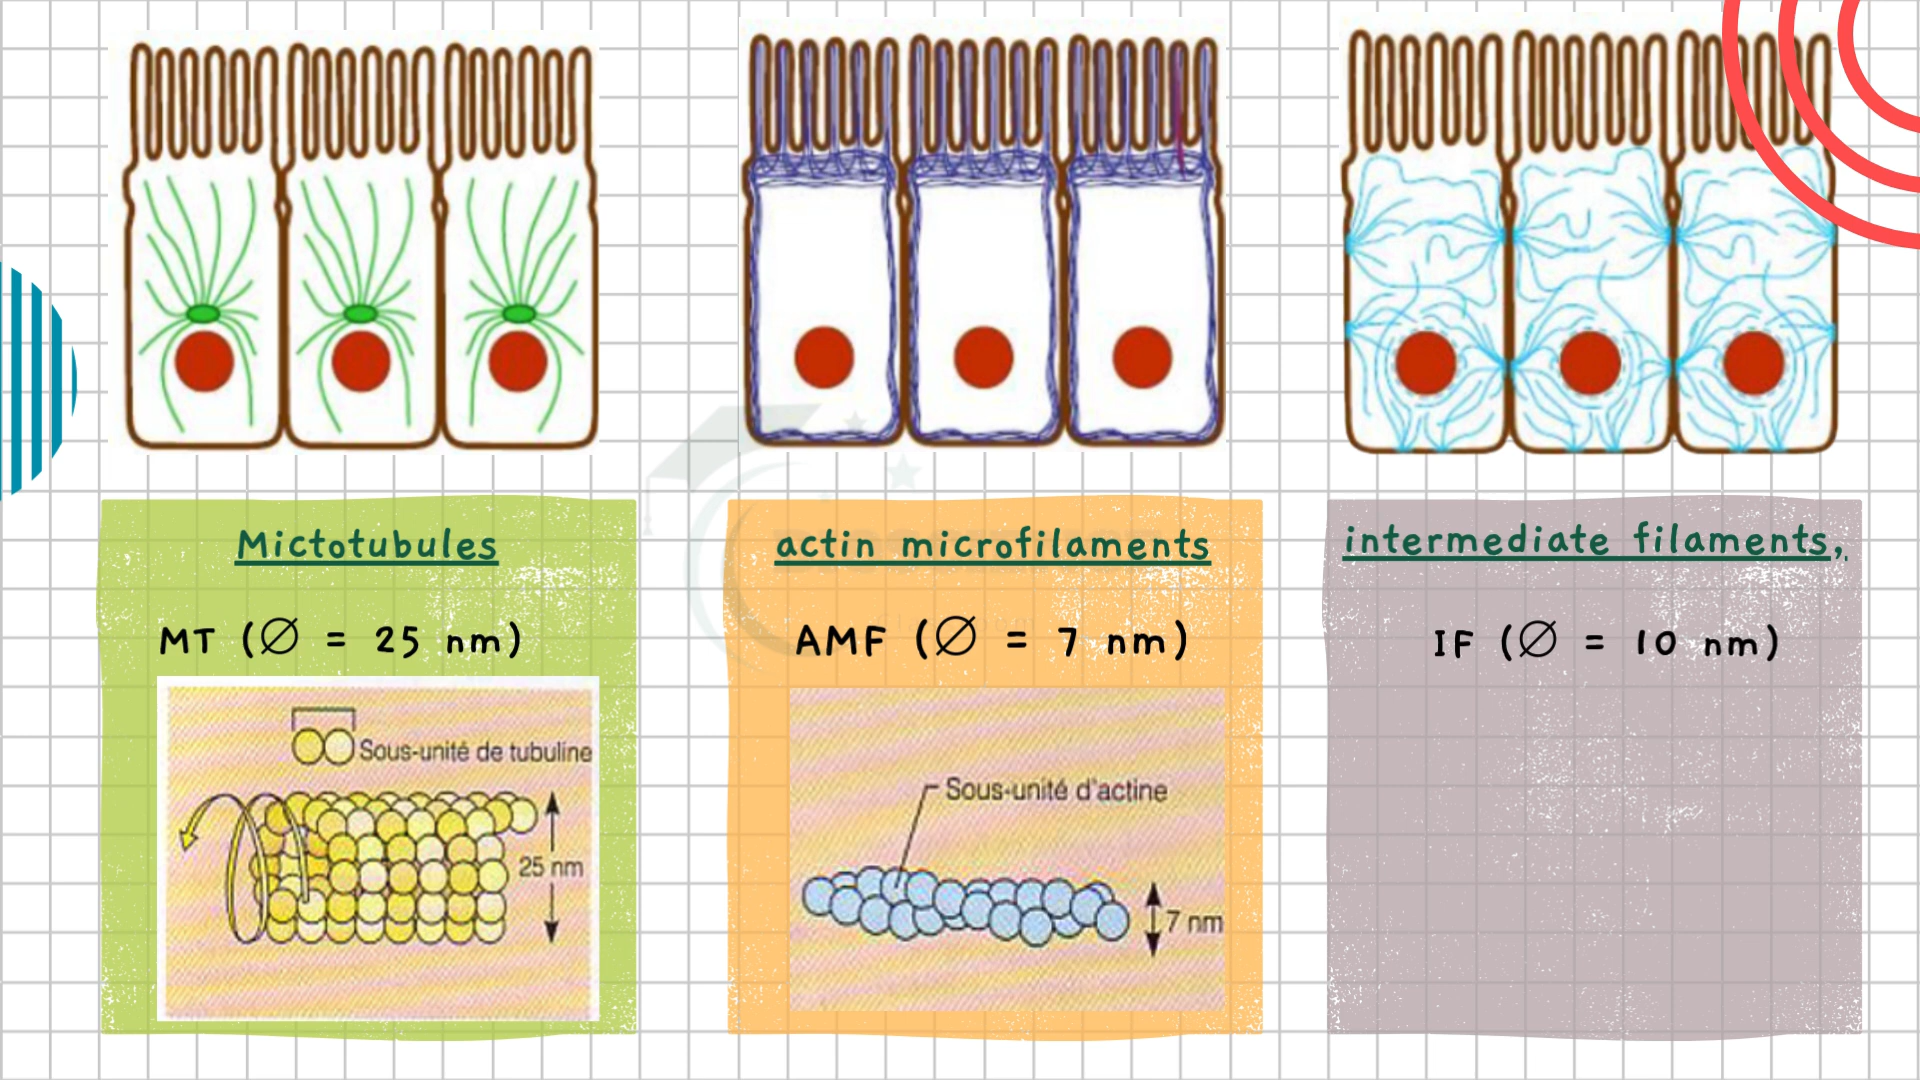 Mictotubules
MT (∅ = 25 nm)
Sous-unité de tubuline
25 nm
actin microfilaments
AMF (∅ = 7 nm)
Sous-unité d'actine
7 nm
intermediate filaments,
IF (∅ = 10 nm)